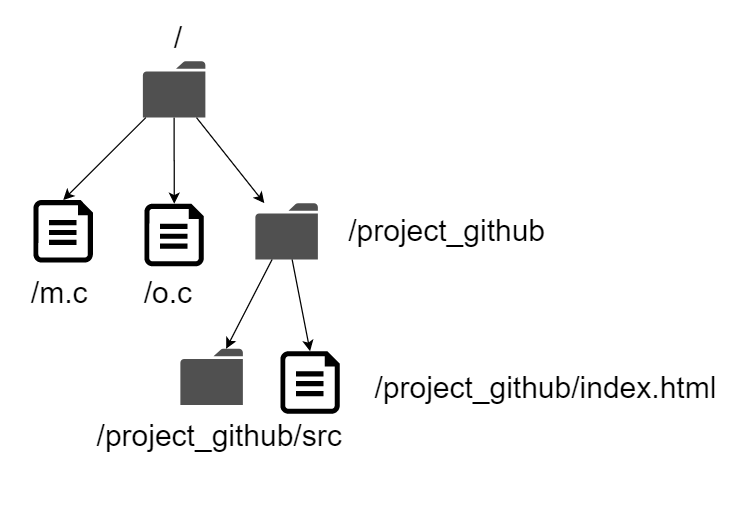 /
/project_github
/m.c
/o.c
/project_github/index.html
/project_github/src